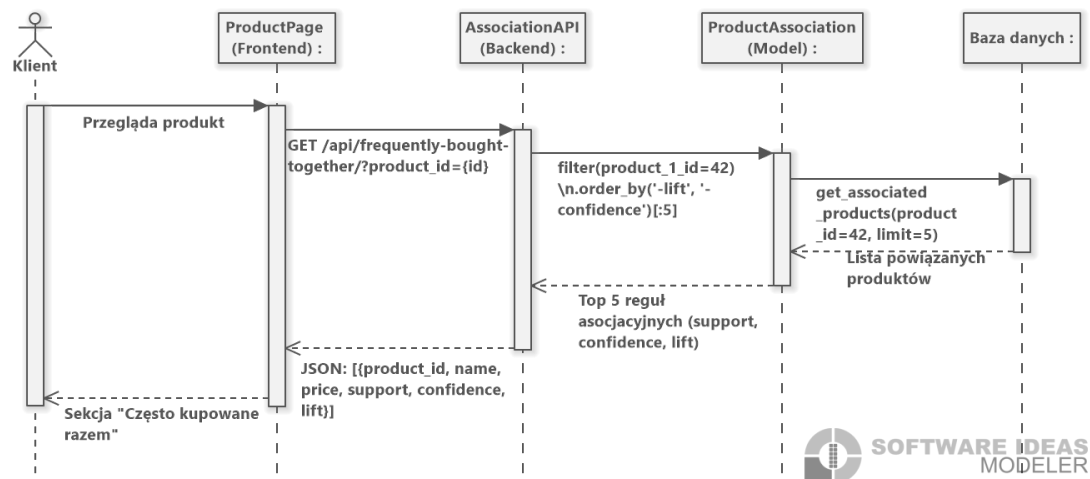 Klient
ProductPage
(Frontend) :
AssociationAPI
(Backend) :
ProductAssociation
(Model) :
Baza danych :
Przegląda produkt
GET /api/frequently-bought-
together/?product_id={id}
filter(product_1_id=42)
\n.order_by('-lift', '-
confidence')[:5]
get_associated
_products(product
_id=42, limit=5)
Lista powiązanych
produktów
Top 5 reguł
asocjacyjnych (support,
confidence, lift)
JSON: [{product_id, name,
price, support, confidence,
lift}]
Sekcja "Często kupowane
razem"
SOFTWARE IDEAS
MODELER